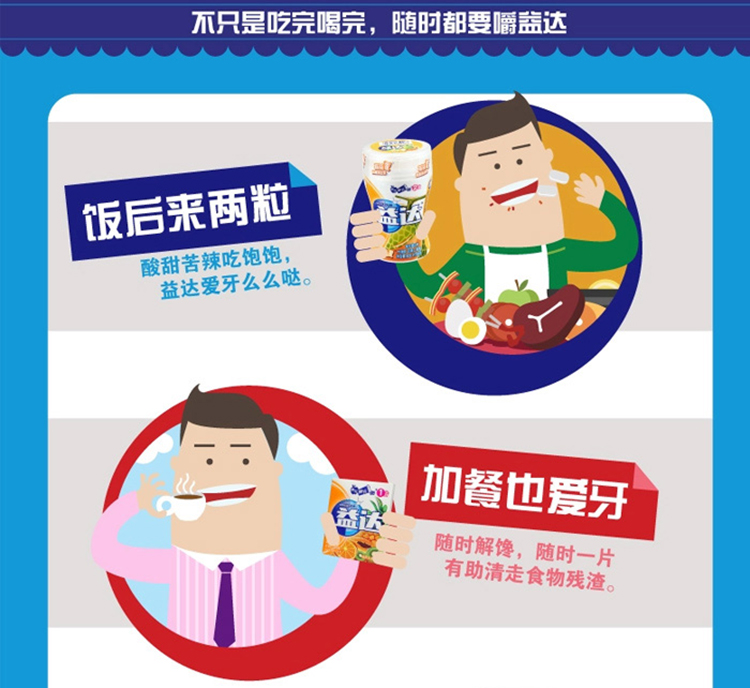 不只是吃完喝完，随时都要嚼益达
益达
饭后来两粒
酸甜苦辣吃饱饱，
益达爱牙么么哒。
益达
加餐也爱牙
随时解馋，随时一片
有助清走食物残渣。